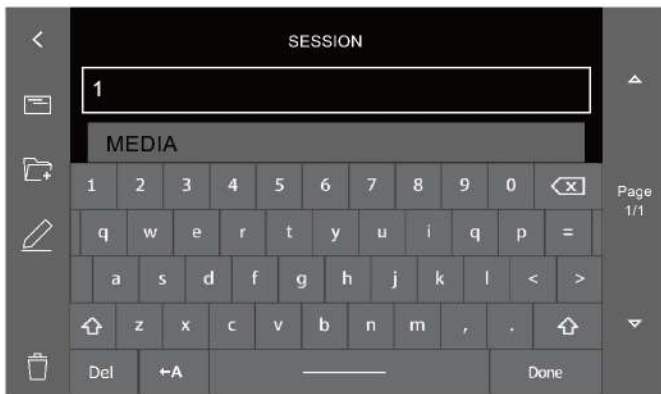 SESSION
1
MEDIA
1 2 3 4 5 6 7 8 9 0
Page
1/1
q w e r t y u i q p =
a s d f g h j k l < >
z x c v b n m , .
Del ←A Done